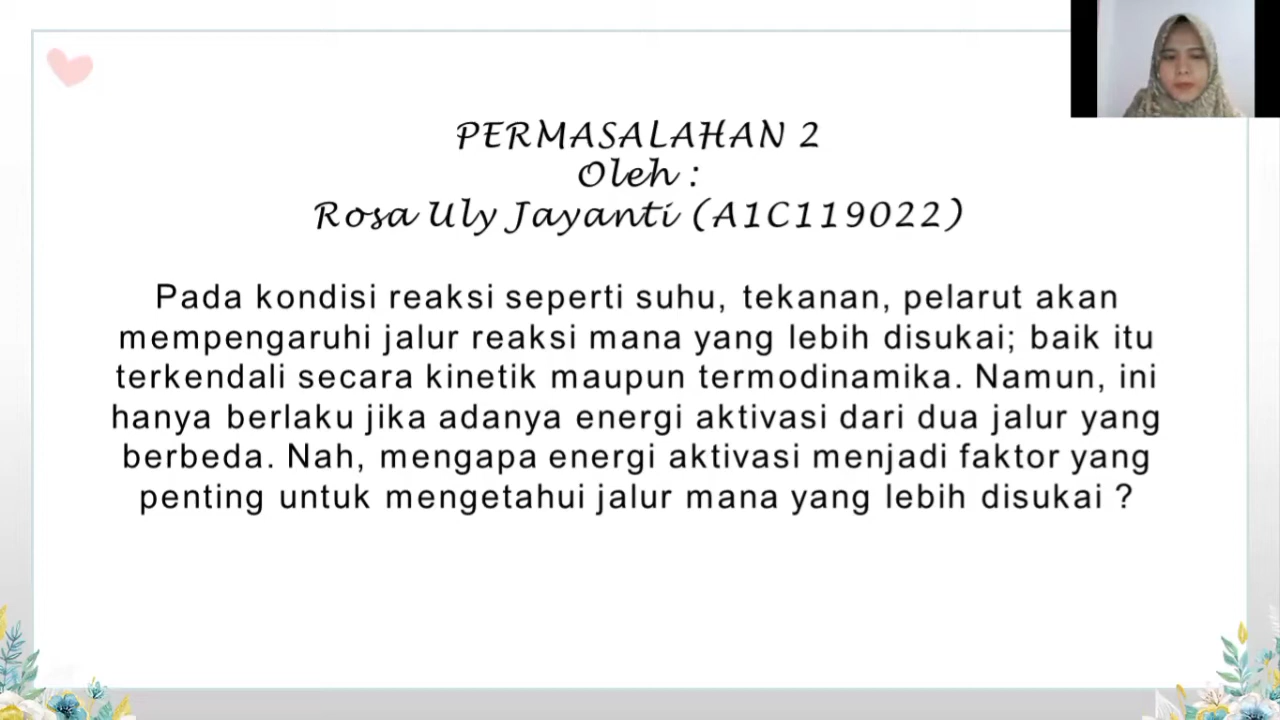 PERMASALAHAN 2
Oleh :
Rosa Uly Jayanti (A1C119022)
Pada kondisi reaksi seperti suhu, tekanan, pelarut akan
mempengaruhi jalur reaksi mana yang lebih disukai; baik itu
terkendali secara kinetik maupun termodinamika. Namun, ini
hanya berlaku jika adanya energi aktivasi dari dua jalur yang
berbeda. Nah, mengapa energi aktivasi menjadi faktor yang
penting untuk mengetahui jalur mana yang lebih disukai ?